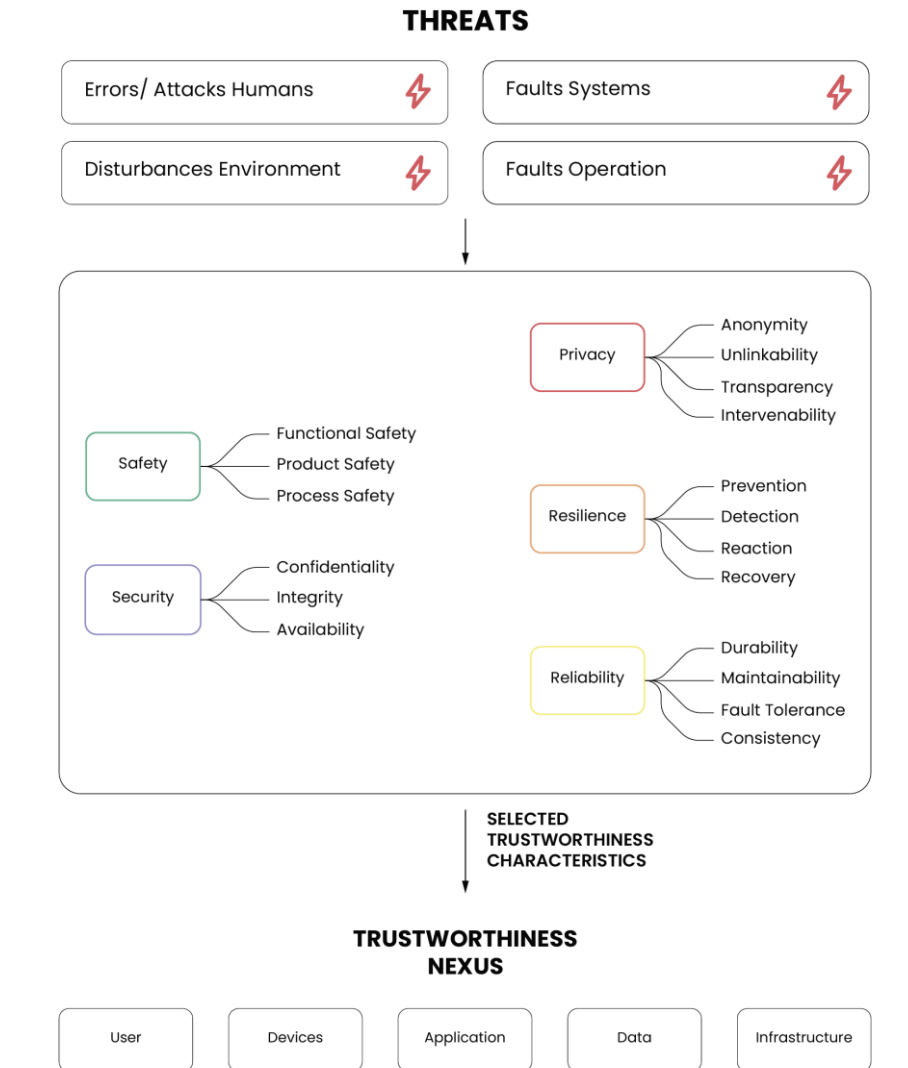 THREATS
Errors/ Attacks Humans
Faults Systems
Disturbances Environment
Faults Operation
Safety
Functional Safety
Product Safety
Process Safety
Security
Confidentiality
Integrity
Availability
Privacy
Anonymity
Unlinkability
Transparency
Intervenability
Resilience
Prevention
Detection
Reaction
Recovery
Reliability
Durability
Maintainability
Fault Tolerance
Consistency
SELECTED
TRUSTWORTHINESS
CHARACTERISTICS
TRUSTWORTHINESS
NEXUS
User
Devices
Application
Data
Infrastructure